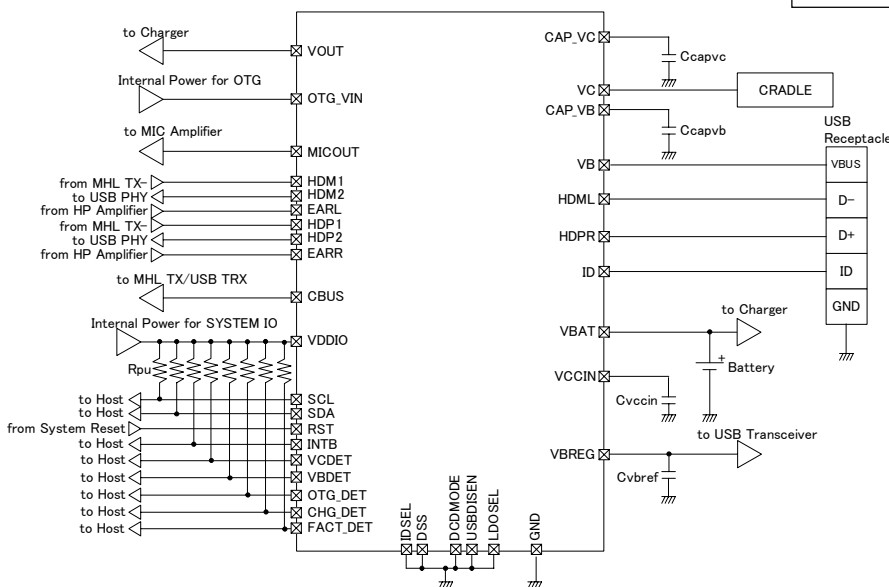 to Charger
VOUT
Internal Power for OTG
OTG_VIN
to MIC Amplifier
MICOUT
from MHL TX-
HDM1
to USB PHY
HDM2
from HP Amplifier
EARL
from MHL TX-
HDP1
to USB PHY
HDP2
from HP Amplifier
EARR
to MHL TX/USB TRX
CBUS
Internal Power for SYSTEM IO
VDDIO
Rpu
to Host
SCL
to Host
SDA
from System Reset
RST
to Host
INTB
to Host
VCDET
to Host
VBDET
to Host
OTG_DET
to Host
CHG_DET
to Host
FACT_DET
IDSEL
DSS
DCDMODE
USBDISEN
LDOSEL
GND
CAP_VC
Ccapvc
VC
CRADLE
CAP_VB
Ccapvb
USB
Receptacle
VB
VBUS
HDML
D-
HDPR
D+
ID
ID
GND
VBAT
to Charger
+
Battery
VCCIN
Cvccin
VBREG
to USB Transceiver
Cvbref